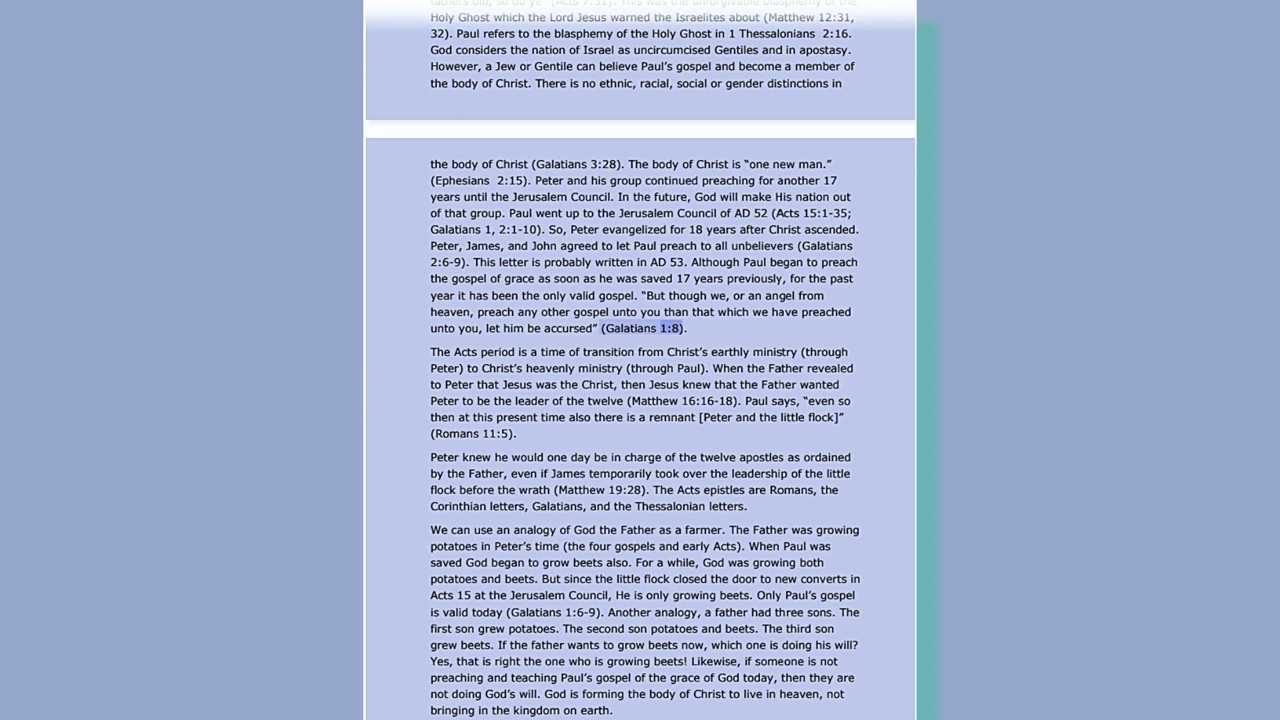 fathers did, so do ye" (Acts 7:51). This was the unforgivable blasphemy of the
Holy Ghost which the Lord Jesus warned the Israelites about (Matthew 12:31,
32). Paul refers to the blasphemy of the Holy Ghost in 1 Thessalonians  2:16.
God considers the nation of Israel as uncircumcised Gentiles and in apostasy.
However, a Jew or Gentile can believe Paul’s gospel and become a member of
the body of Christ. There is no ethnic, racial, social or gender distinctions in
the body of Christ (Galatians 3:28). The body of Christ is “one new man.”
(Ephesians  2:15). Peter and his group continued preaching for another 17
years until the Jerusalem Council. In the future, God will make His nation out
of that group. Paul went up to the Jerusalem Council of AD 52 (Acts 15:1-35;
Galatians 1, 2:1-10). So, Peter evangelized for 18 years after Christ ascended.
Peter, James, and John agreed to let Paul preach to all unbelievers (Galatians
2:6-9). This letter is probably written in AD 53. Although Paul began to preach
the gospel of grace as soon as he was saved 17 years previously, for the past
year it has been the only valid gospel. “But though we, or an angel from
heaven, preach any other gospel unto you than that which we have preached
unto you, let him be accursed” (Galatians 1:8).
The Acts period is a time of transition from Christ’s earthly ministry (through
Peter) to Christ’s heavenly ministry (through Paul). When the Father revealed
to Peter that Jesus was the Christ, then Jesus knew that the Father wanted
Peter to be the leader of the twelve (Matthew 16:16-18). Paul says, “even so
then at this present time also there is a remnant [Peter and the little flock]”
(Romans 11:5).
Peter knew he would one day be in charge of the twelve apostles as ordained
by the Father, even if James temporarily took over the leadership of the little
flock before the wrath (Matthew 19:28). The Acts epistles are Romans, the
Corinthian letters, Galatians, and the Thessalonian letters.
We can use an analogy of God the Father as a farmer. The Father was growing
potatoes in Peter’s time (the four gospels and early Acts). When Paul was
saved God began to grow beets also. For a while, God was growing both
potatoes and beets. But since the little flock closed the door to new converts in
Acts 15 at the Jerusalem Council, He is only growing beets. Only Paul’s gospel
is valid today (Galatians 1:6-9). Another analogy, a father had three sons. The
first son grew potatoes. The second son potatoes and beets. The third son
grew beets. If the father wants to grow beets now, which one is doing his will?
Yes, that is right the one who is growing beets! Likewise, if someone is not
preaching and teaching Paul’s gospel of the grace of God today, then they are
not doing God’s will. God is forming the body of Christ to live in heaven, not
bringing in the kingdom on earth.